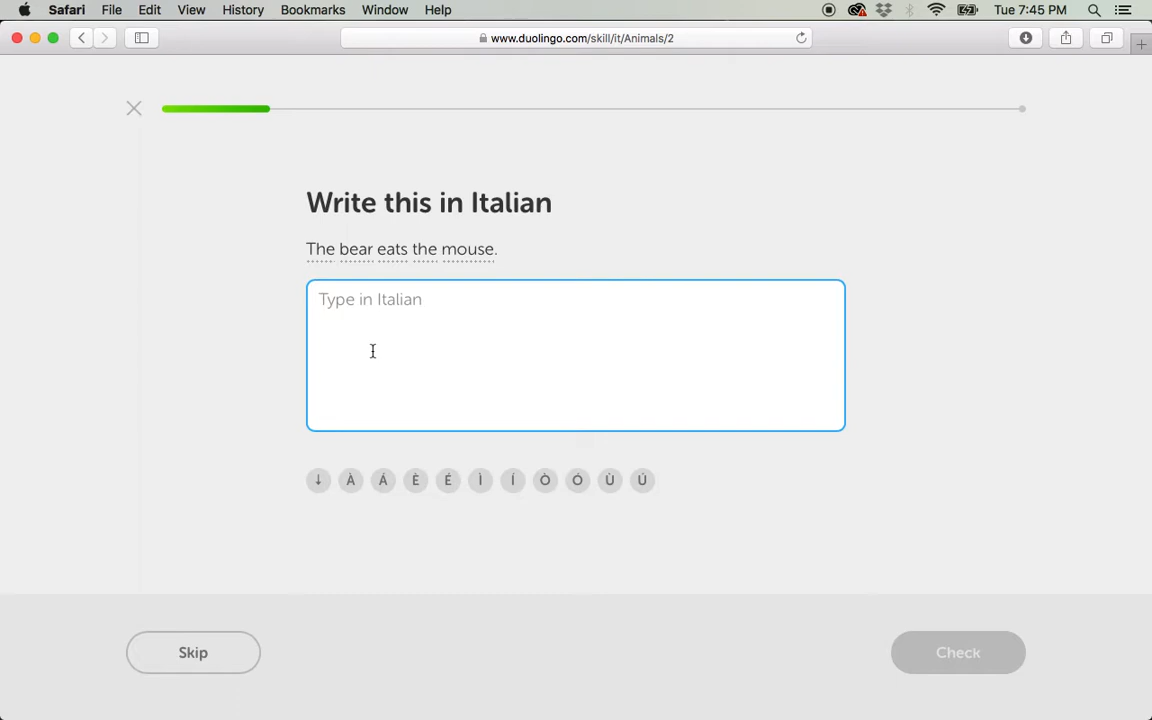 Safari File Edit View History Bookmarks Window Help Tue 7:45 PM
www.duolingo.com/skill/it/Animals/2
Write this in Italian
The bear eats the mouse.
Type in Italian
↓ À Á È É Ì Í Ò Ó Ù Ú
Skip Check